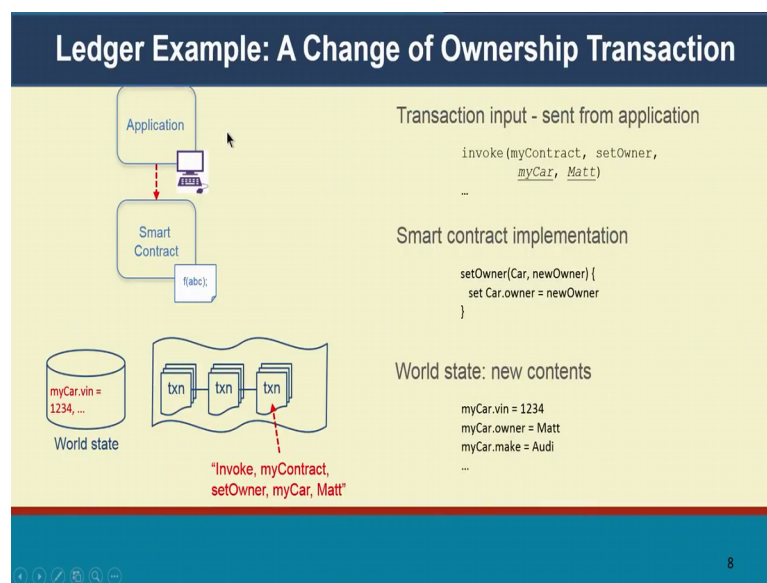 Ledger Example: A Change of Ownership Transaction
Application
Smart
Contract
f(abc);
myCar.vin =
1234, ...
World state
txn
txn
txn
"Invoke, myContract,
setOwner, myCar, Matt"
Transaction input - sent from application
invoke(myContract, setOwner,
myCar, Matt)
...
Smart contract implementation
setOwner(Car, newOwner) {
set Car.owner = newOwner
}
World state: new contents
myCar.vin = 1234
myCar.owner = Matt
myCar.make = Audi
...
8